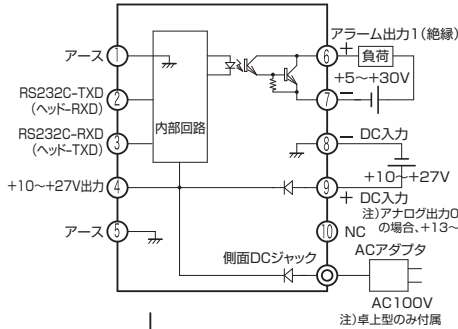 アース
①
RS232C-TXD
(ヘッド-RXD)
②
RS232C-RXD
(ヘッド-TXD)
③
+10～+27V出力
④
アース
⑤
内部回路
側面DCジャック
アラーム出力1(絶縁)
⑥
+
負荷
+5～+30V
⑦
−
⑧
− DC入力
+10～+27V
⑨
+ DC入力
注)アナログ出力0
の場合、+13～
⑩
NC
ACアダプタ
AC100V
注)卓上型のみ付属